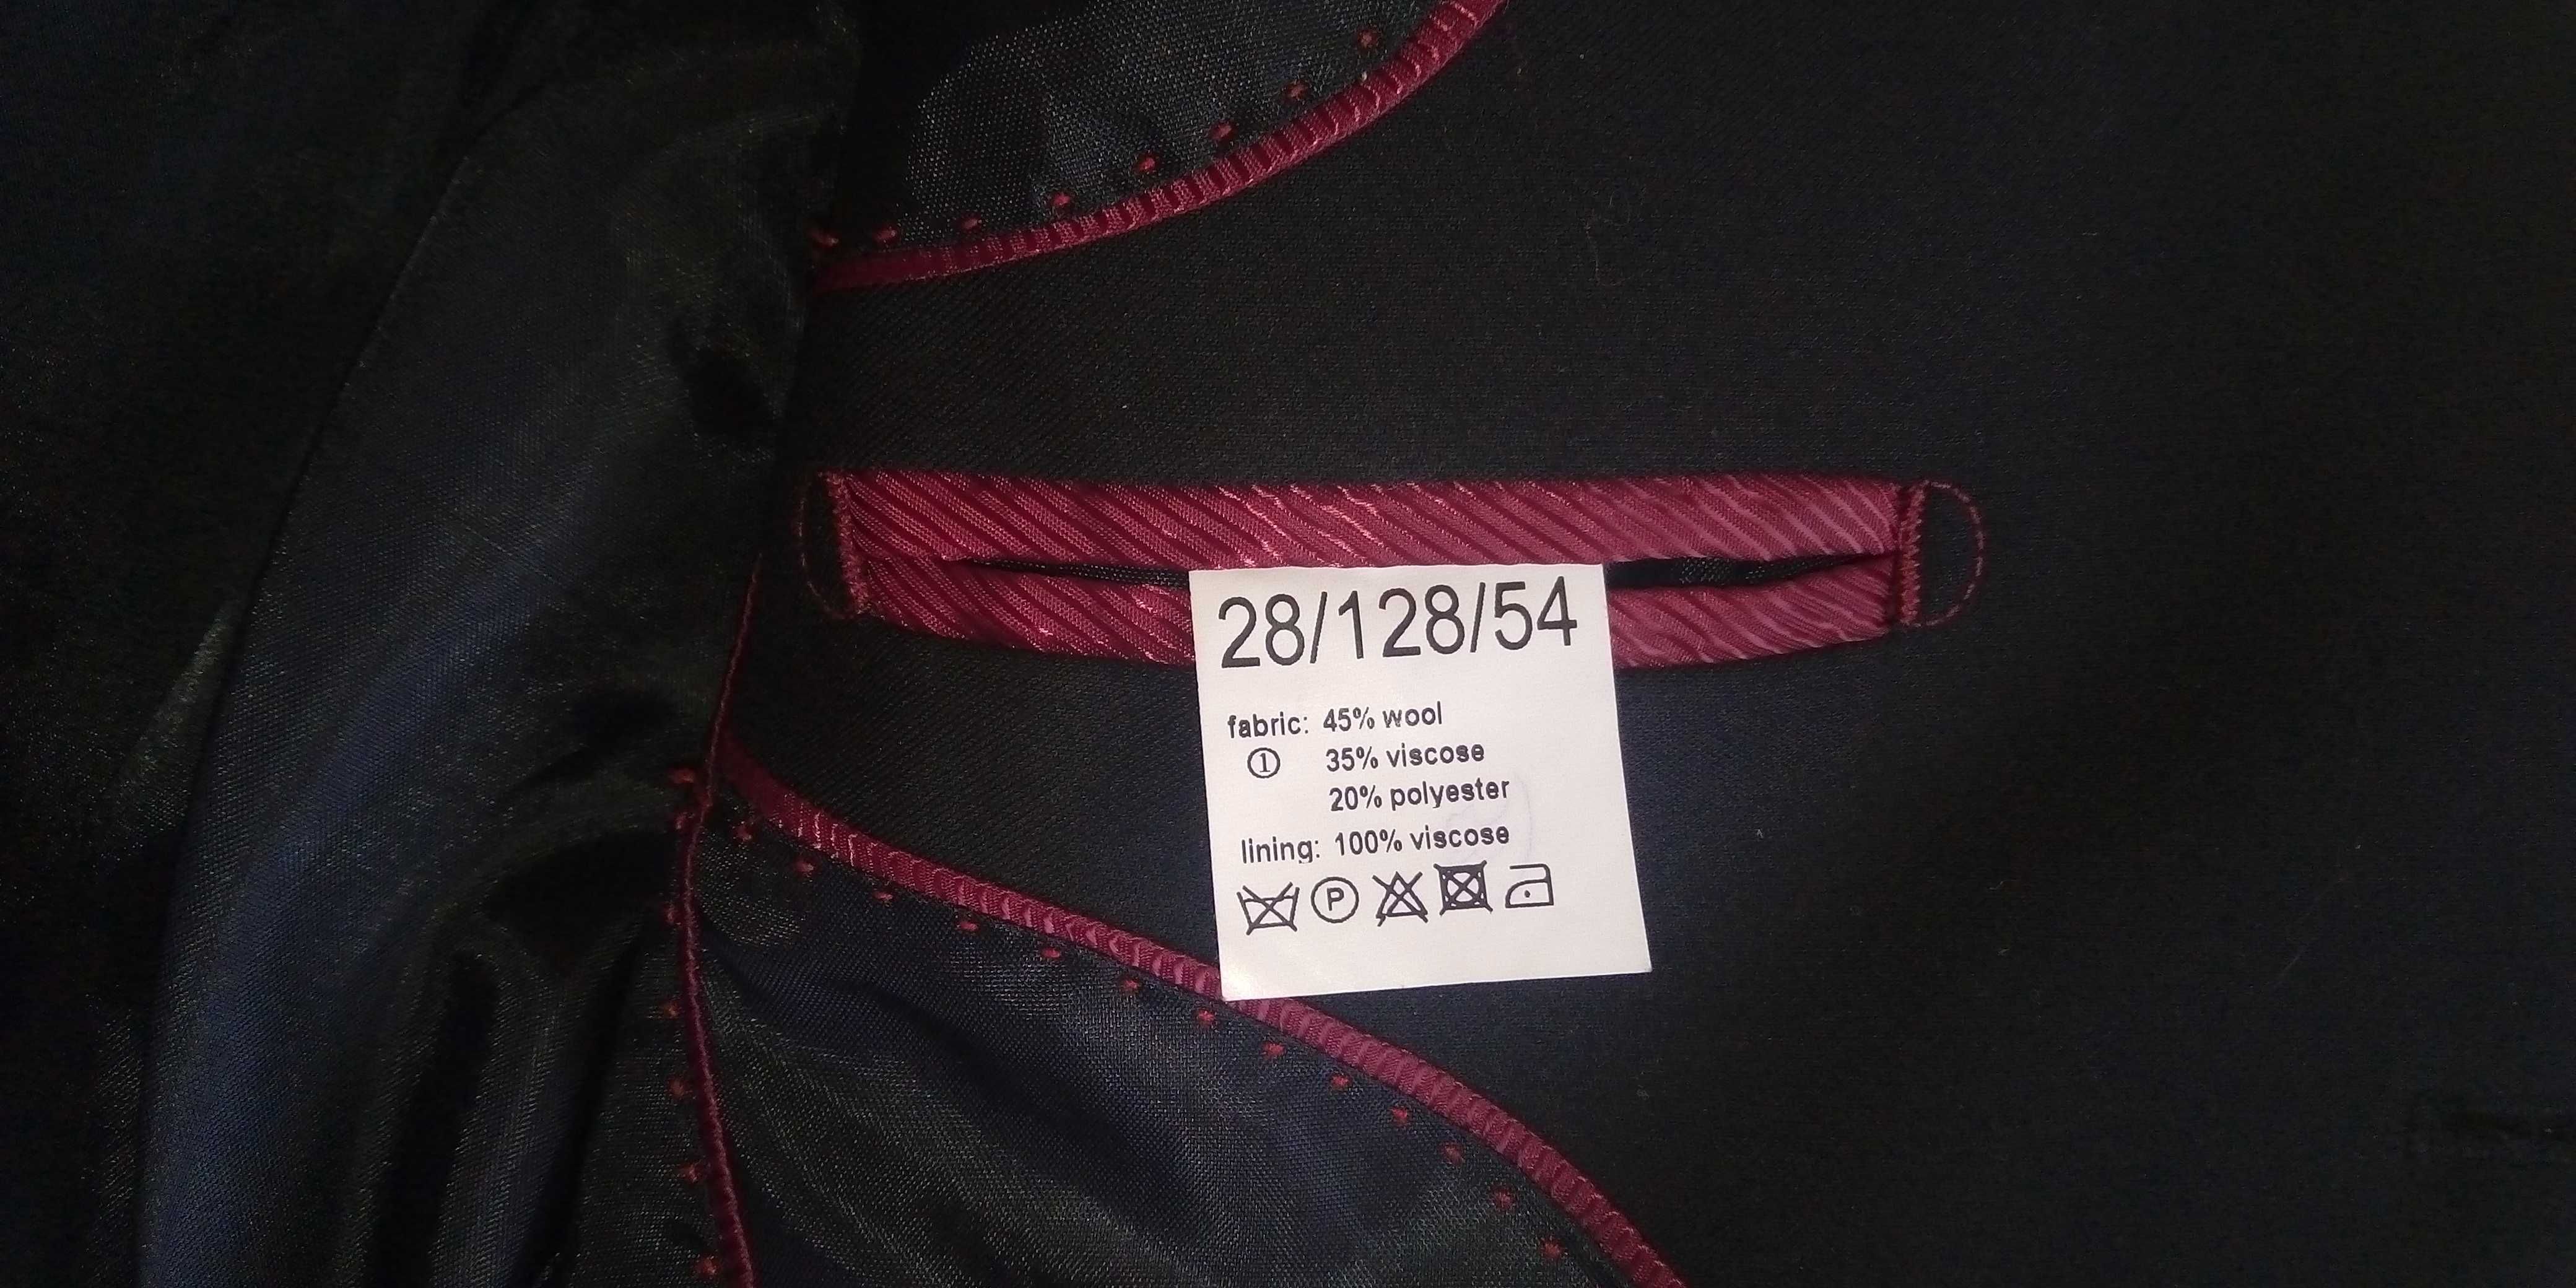 28/128/54
fabric: 45% wool
① 35% viscose
20% polyester
lining: 100% viscose
P